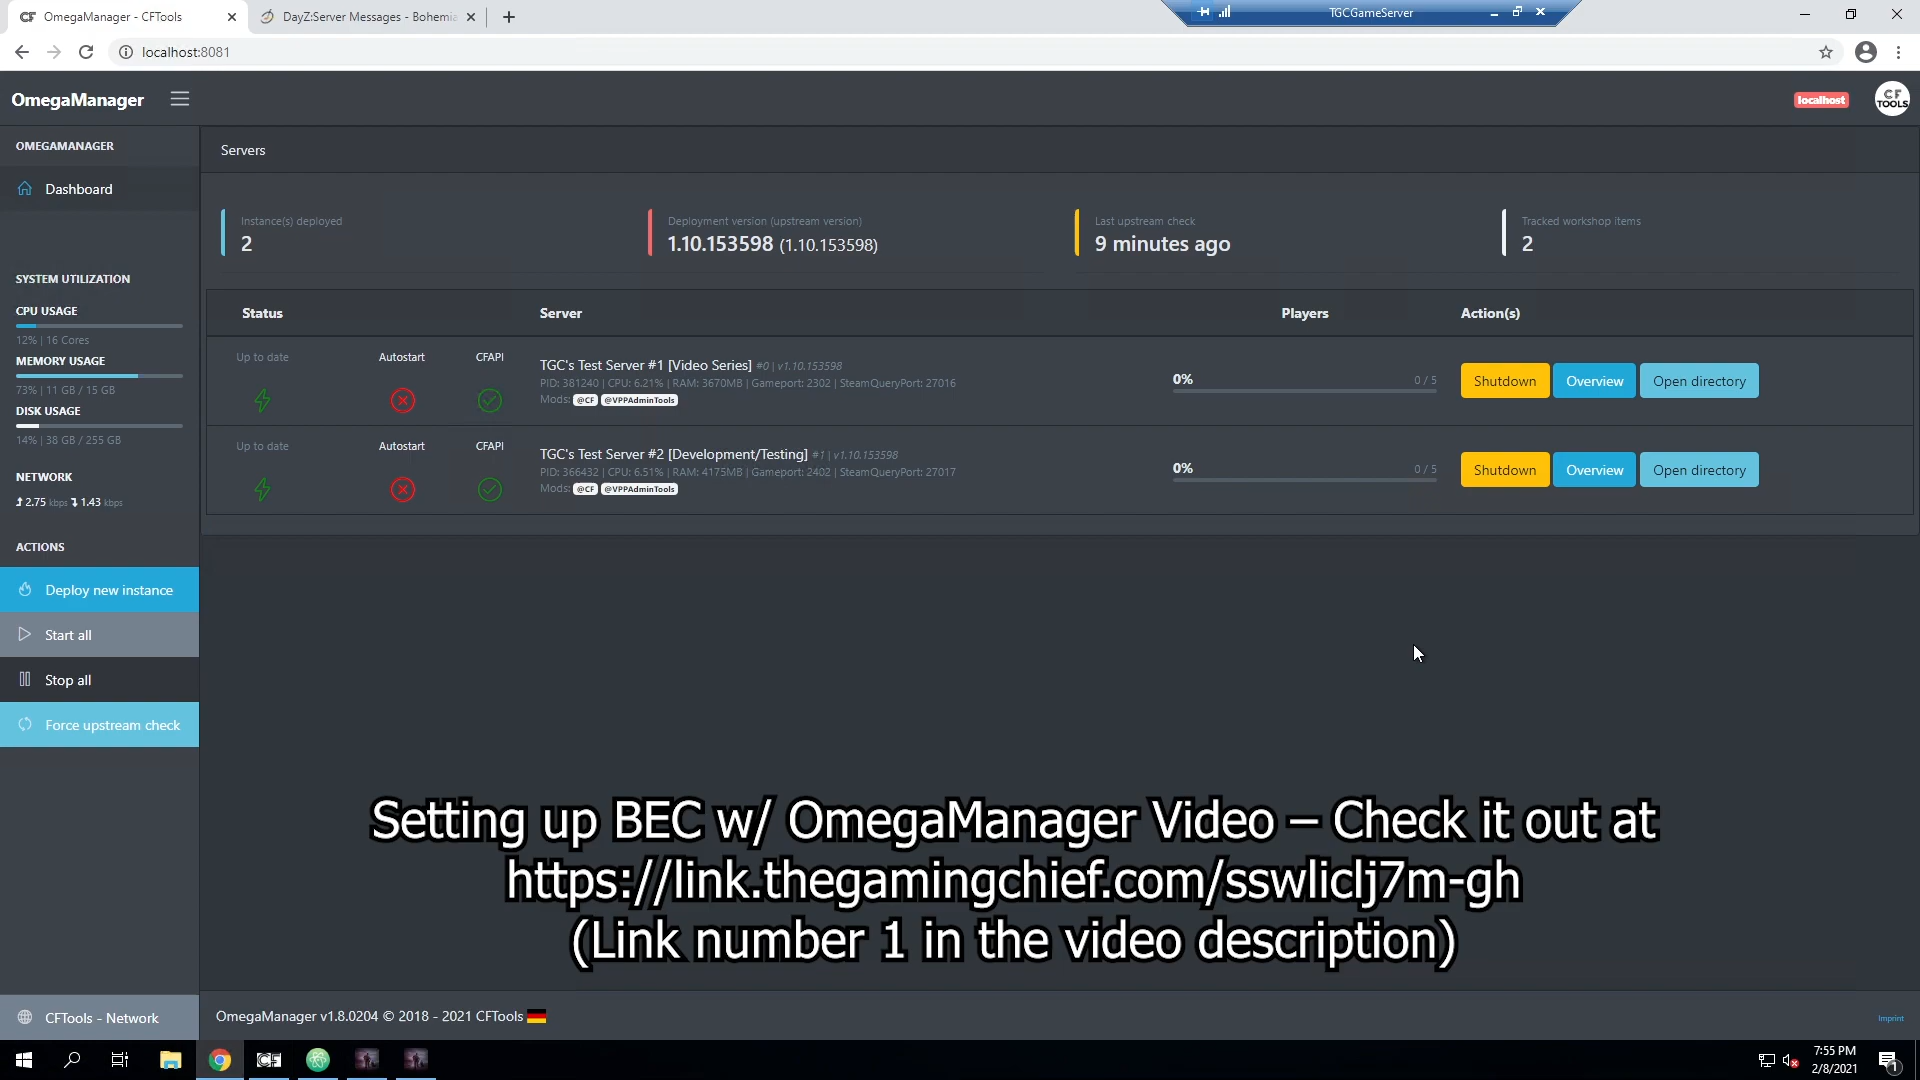 OmegaManager - CFTools
DayZ:Server Messages - Bohemia
TGCGameServer
localhost:8081
OmegaManager
localhost
CF TOOLS
OMEGAMANAGER
Dashboard
Servers
Instance(s) deployed
2
Deployment version (upstream version)
1.10.153598 (1.10.153598)
Last upstream check
9 minutes ago
Tracked workshop items
2
SYSTEM UTILIZATION
CPU USAGE
12% | 16 Cores
MEMORY USAGE
73% | 11 GB / 15 GB
DISK USAGE
14% | 38 GB / 255 GB
NETWORK
2.75 kbps 1.43 kbps
ACTIONS
Deploy new instance
Start all
Stop all
Force upstream check
CFTools - Network
Status Server Players Action(s)
Up to date Autostart CFAPI
TGC's Test Server #1 [Video Series] #0 | v1.10.153598
PID: 381240 | CPU: 6.21% | RAM: 3670MB | Gameport: 2302 | SteamQueryPort: 27016
Mods: @CF @VPPAdminTools
0% 0 / 5
Shutdown Overview Open directory
Up to date Autostart CFAPI
TGC's Test Server #2 [Development/Testing] #1 | v1.10.153598
PID: 366432 | CPU: 6.51% | RAM: 4175MB | Gameport: 2402 | SteamQueryPort: 27017
Mods: @CF @VPPAdminTools
0% 0 / 5
Shutdown Overview Open directory
Setting up BEC w/ OmegaManager Video – Check it out at
https://link.thegamingchief.com/sswliclj7m-gh
(Link number 1 in the video description)
OmegaManager v1.8.0204 © 2018 - 2021 CFTools
Imprint
CF
7:55 PM
2/8/2021
1